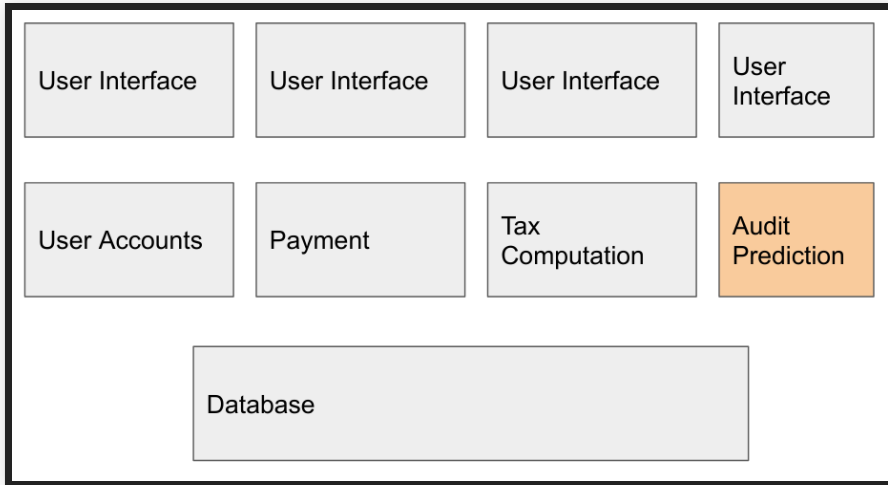 User Interface
User Interface
User Interface
User
Interface
User Accounts
Payment
Tax
Computation
Audit
Prediction
Database